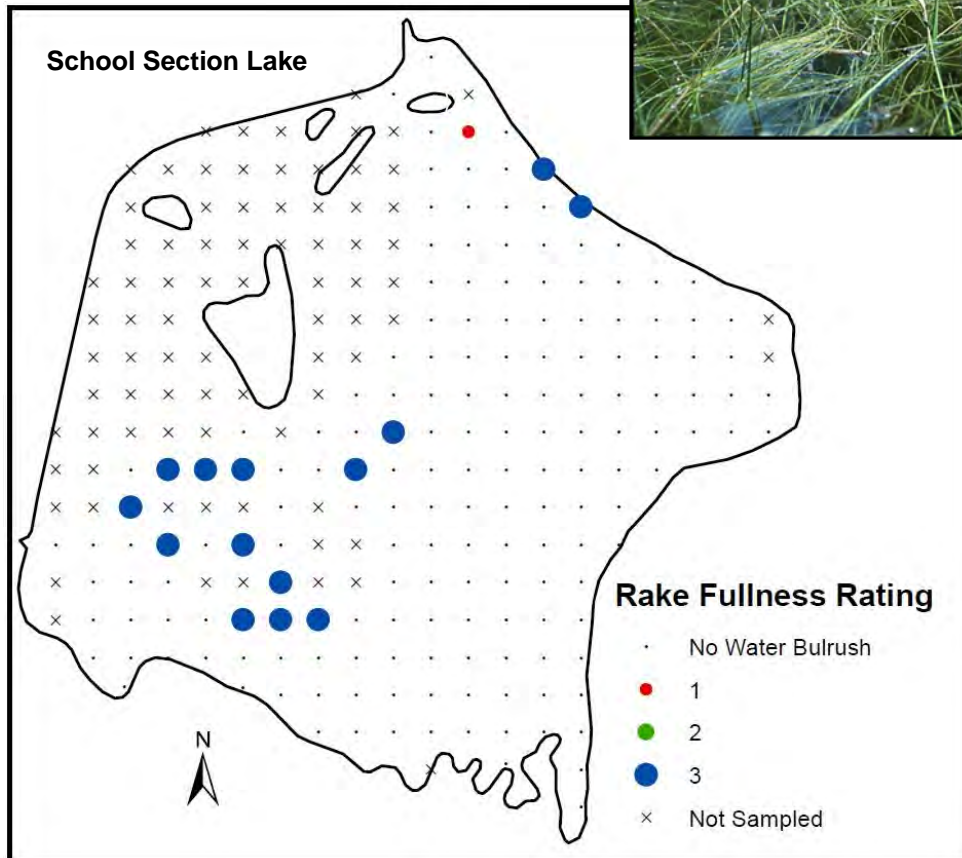 School Section Lake
Rake Fullness Rating
No Water Bulrush
1
2
3
Not Sampled
N